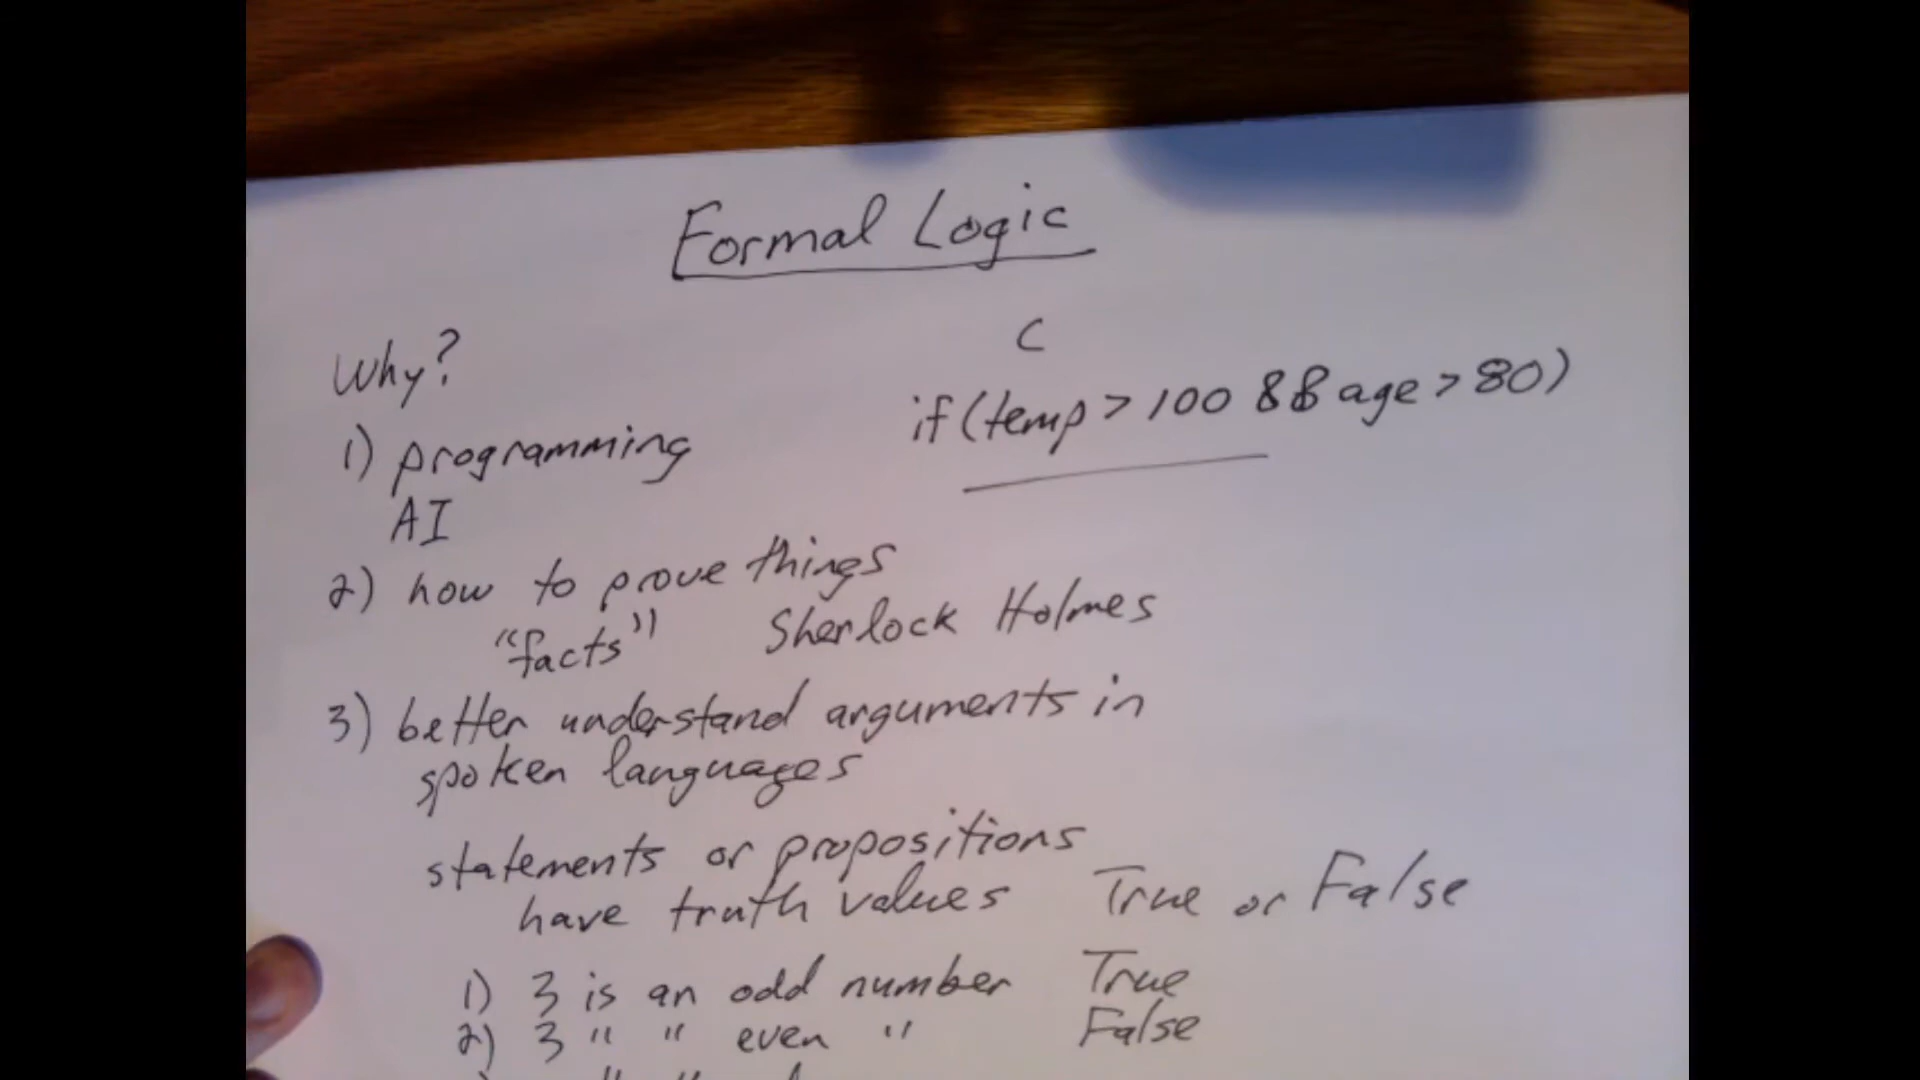 Formal Logic
Why?
C
1) programming
if (temp > 100 && age > 80)
AI
2) how to prove things
"facts" Sherlock Holmes
3) better understand arguments in
spoken languages
statements or propositions
have truth values True or False
1) 3 is an odd number True
2) 3 " " even " False